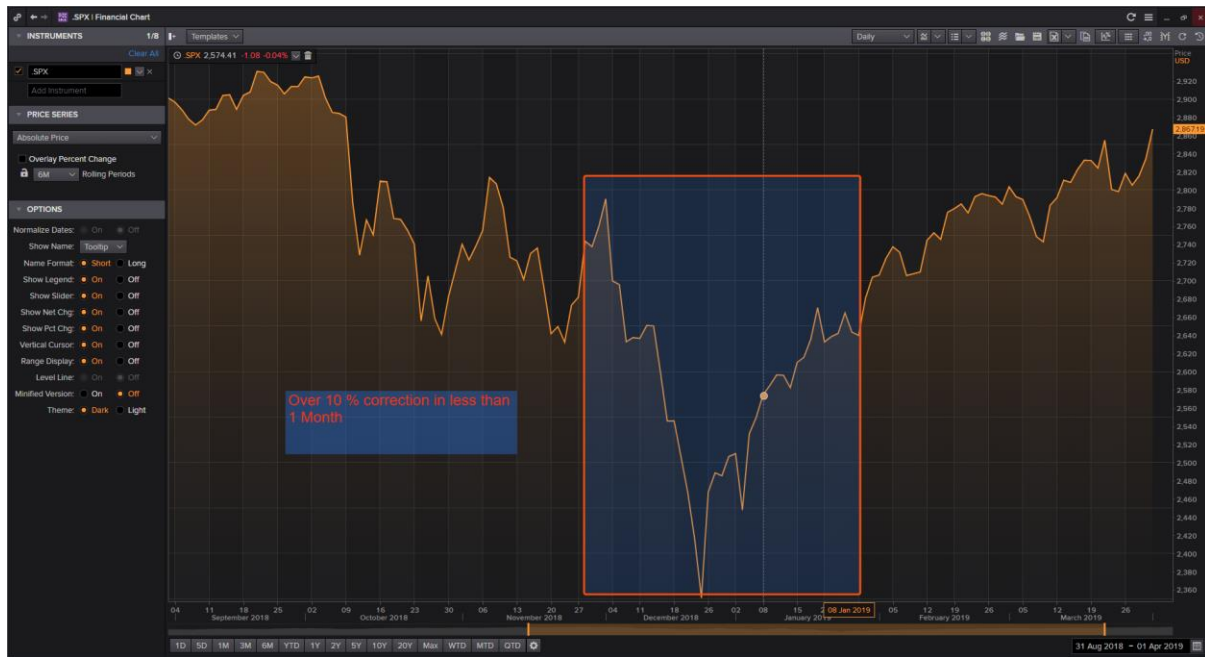 .SPX | Financial Chart
INSTRUMENTS 1/8
Clear All
.SPX
Add Instrument
PRICE SERIES
Absolute Price
Overlay Percent Change
6M Rolling Periods
OPTIONS
Normalize Dates: On Off
Show Name: Tooltip
Name Format: Short Long
Show Legend: On Off
Show Slider: On Off
Show Net Chg: On Off
Show Pct Chg: On Off
Vertical Cursor: On Off
Range Display: On Off
Level Line: On Off
Minified Version: On Off
Theme: Dark Light
Templates
Daily
.SPX 2,574.41 -1.08 -0.04%
Price
USD
2,920
2,900
2,880
2,867.19
2,860
2,840
2,820
2,800
2,780
2,760
2,740
2,720
2,700
2,680
2,660
2,640
2,620
2,600
2,580
2,560
2,540
2,520
2,500
2,480
2,460
2,440
2,420
2,400
2,380
2,360
Over 10 % correction in less than
1 Month
04 11 18 25 02 09 16 23 30 06 13 20 27 04 11 18 26 02 08 15 08 Jan 2019 05 12 19 26 05 12 19 26
September 2018 October 2018 November 2018 December 2018 January 2019 February 2019 March 2019
1D 5D 1M 3M 6M YTD 1Y 2Y 5Y 10Y 20Y Max WTD MTD QTD
31 Aug 2018 - 01 Apr 2019